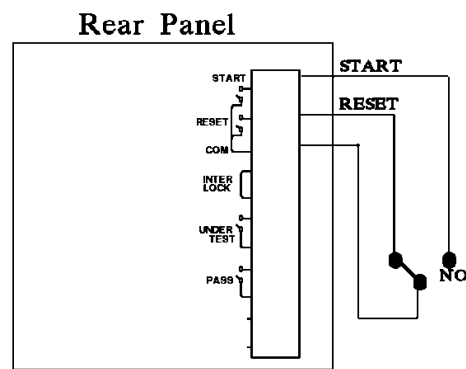 Rear Panel
START
START
RESET
RESET
COM
INTER
LOCK
UNDER
TEST
PASS
NO